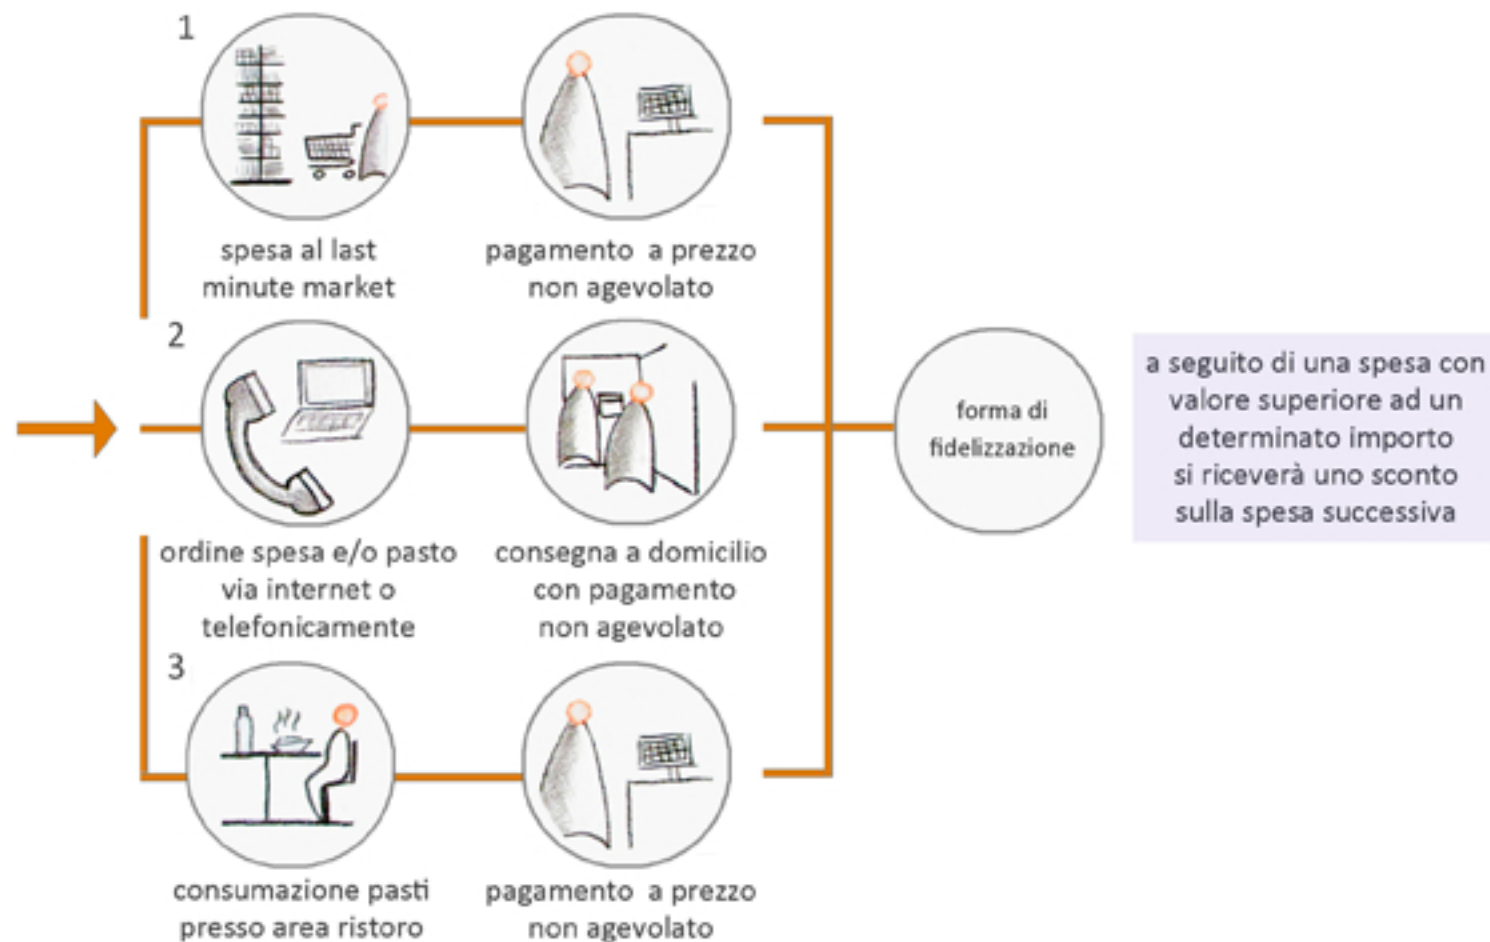 1
spesa al last
minute market
pagamento a prezzo
non agevolato
2
ordine spesa e/o pasto
via internet o
telefonicamente
consegna a domicilio
con pagamento
non agevolato
3
consumazione pasti
presso area ristoro
pagamento a prezzo
non agevolato
forma di
fidelizzazione
a seguito di una spesa con
valore superiore ad un
determinato importo
si riceverà uno sconto
sulla spesa successiva